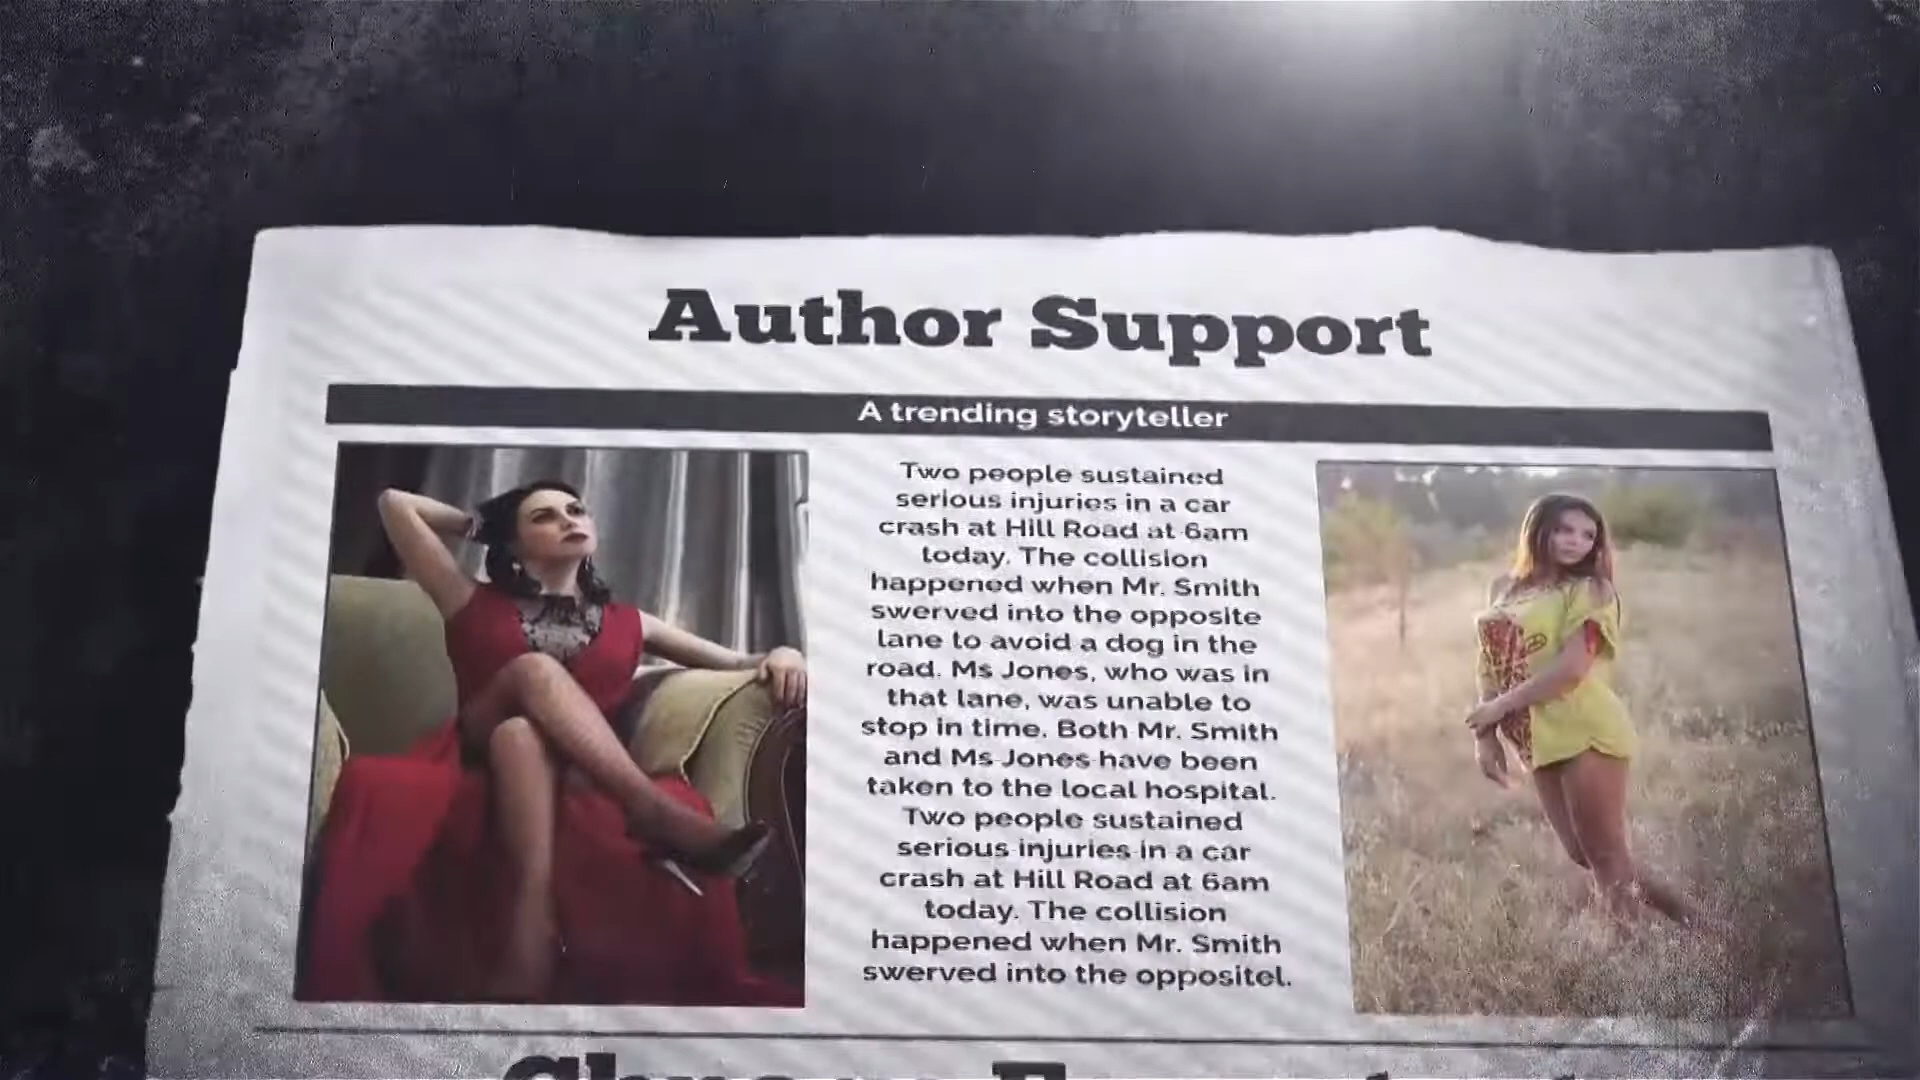 Author Support
A trending storyteller
Two people sustained
serious injuries in a car
crash at Hill Road at 6am
today. The collision
happened when Mr. Smith
swerved into the opposite
lane to avoid a dog in the
road. Ms Jones, who was in
that lane, was unable to
stop in time. Both Mr. Smith
and Ms Jones have been
taken to the local hospital.
Two people sustained
serious injuries in a car
crash at Hill Road at 6am
today. The collision
happened when Mr. Smith
swerved into the oppositel.